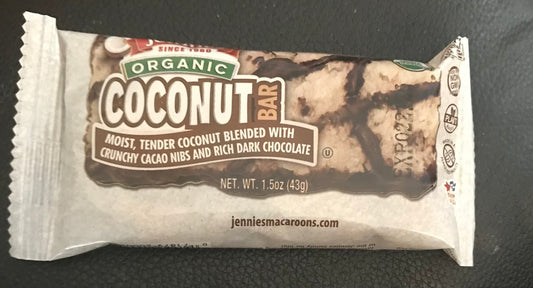 SINCE 1960
ORGANIC
COCONUT
BAR
MOIST, TENDER COCONUT BLENDED WITH
CRUNCHY CACAO NIBS AND RICH DARK CHOCOLATE
U
NET. WT. 1.5oz (43g)
jenniesmacaroons.com